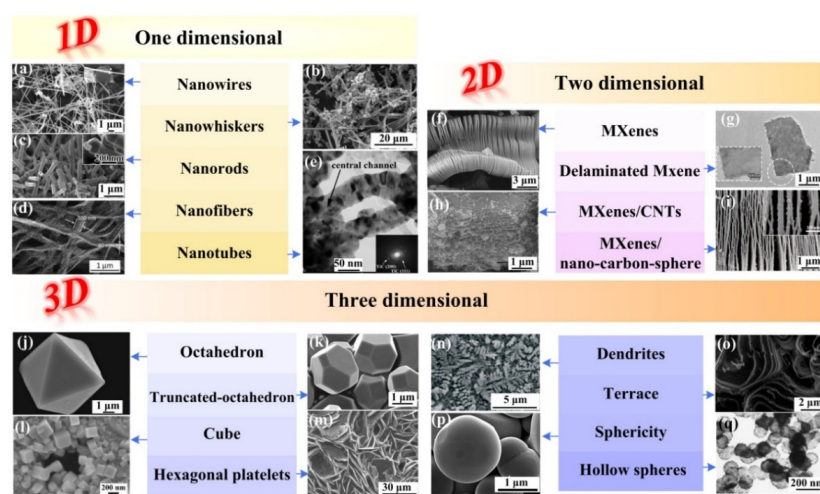 1D One dimensional
(a)
1 μm
Nanowires
(b)
20 μm
Nanowhiskers
(c)
200nm
1 μm
Nanorods
(d)
1 μm
Nanofibers
(e)
central channel
50 nm
Nanotubes
2D Two dimensional
(f)
3 μm
MXenes
(g)
1 μm
Delaminated Mxene
(h)
1 μm
MXenes/CNTs
(i)
1 μm
MXenes/
nano-carbon-sphere
3D Three dimensional
(j)
1 μm
Octahedron
(k)
1 μm
Truncated-octahedron
(l)
200 nm
Cube
(m)
30 μm
Hexagonal platelets
(n)
5 μm
Dendrites
(o)
2 μm
Terrace
(p)
1 μm
Sphericity
(q)
200 nm
Hollow spheres